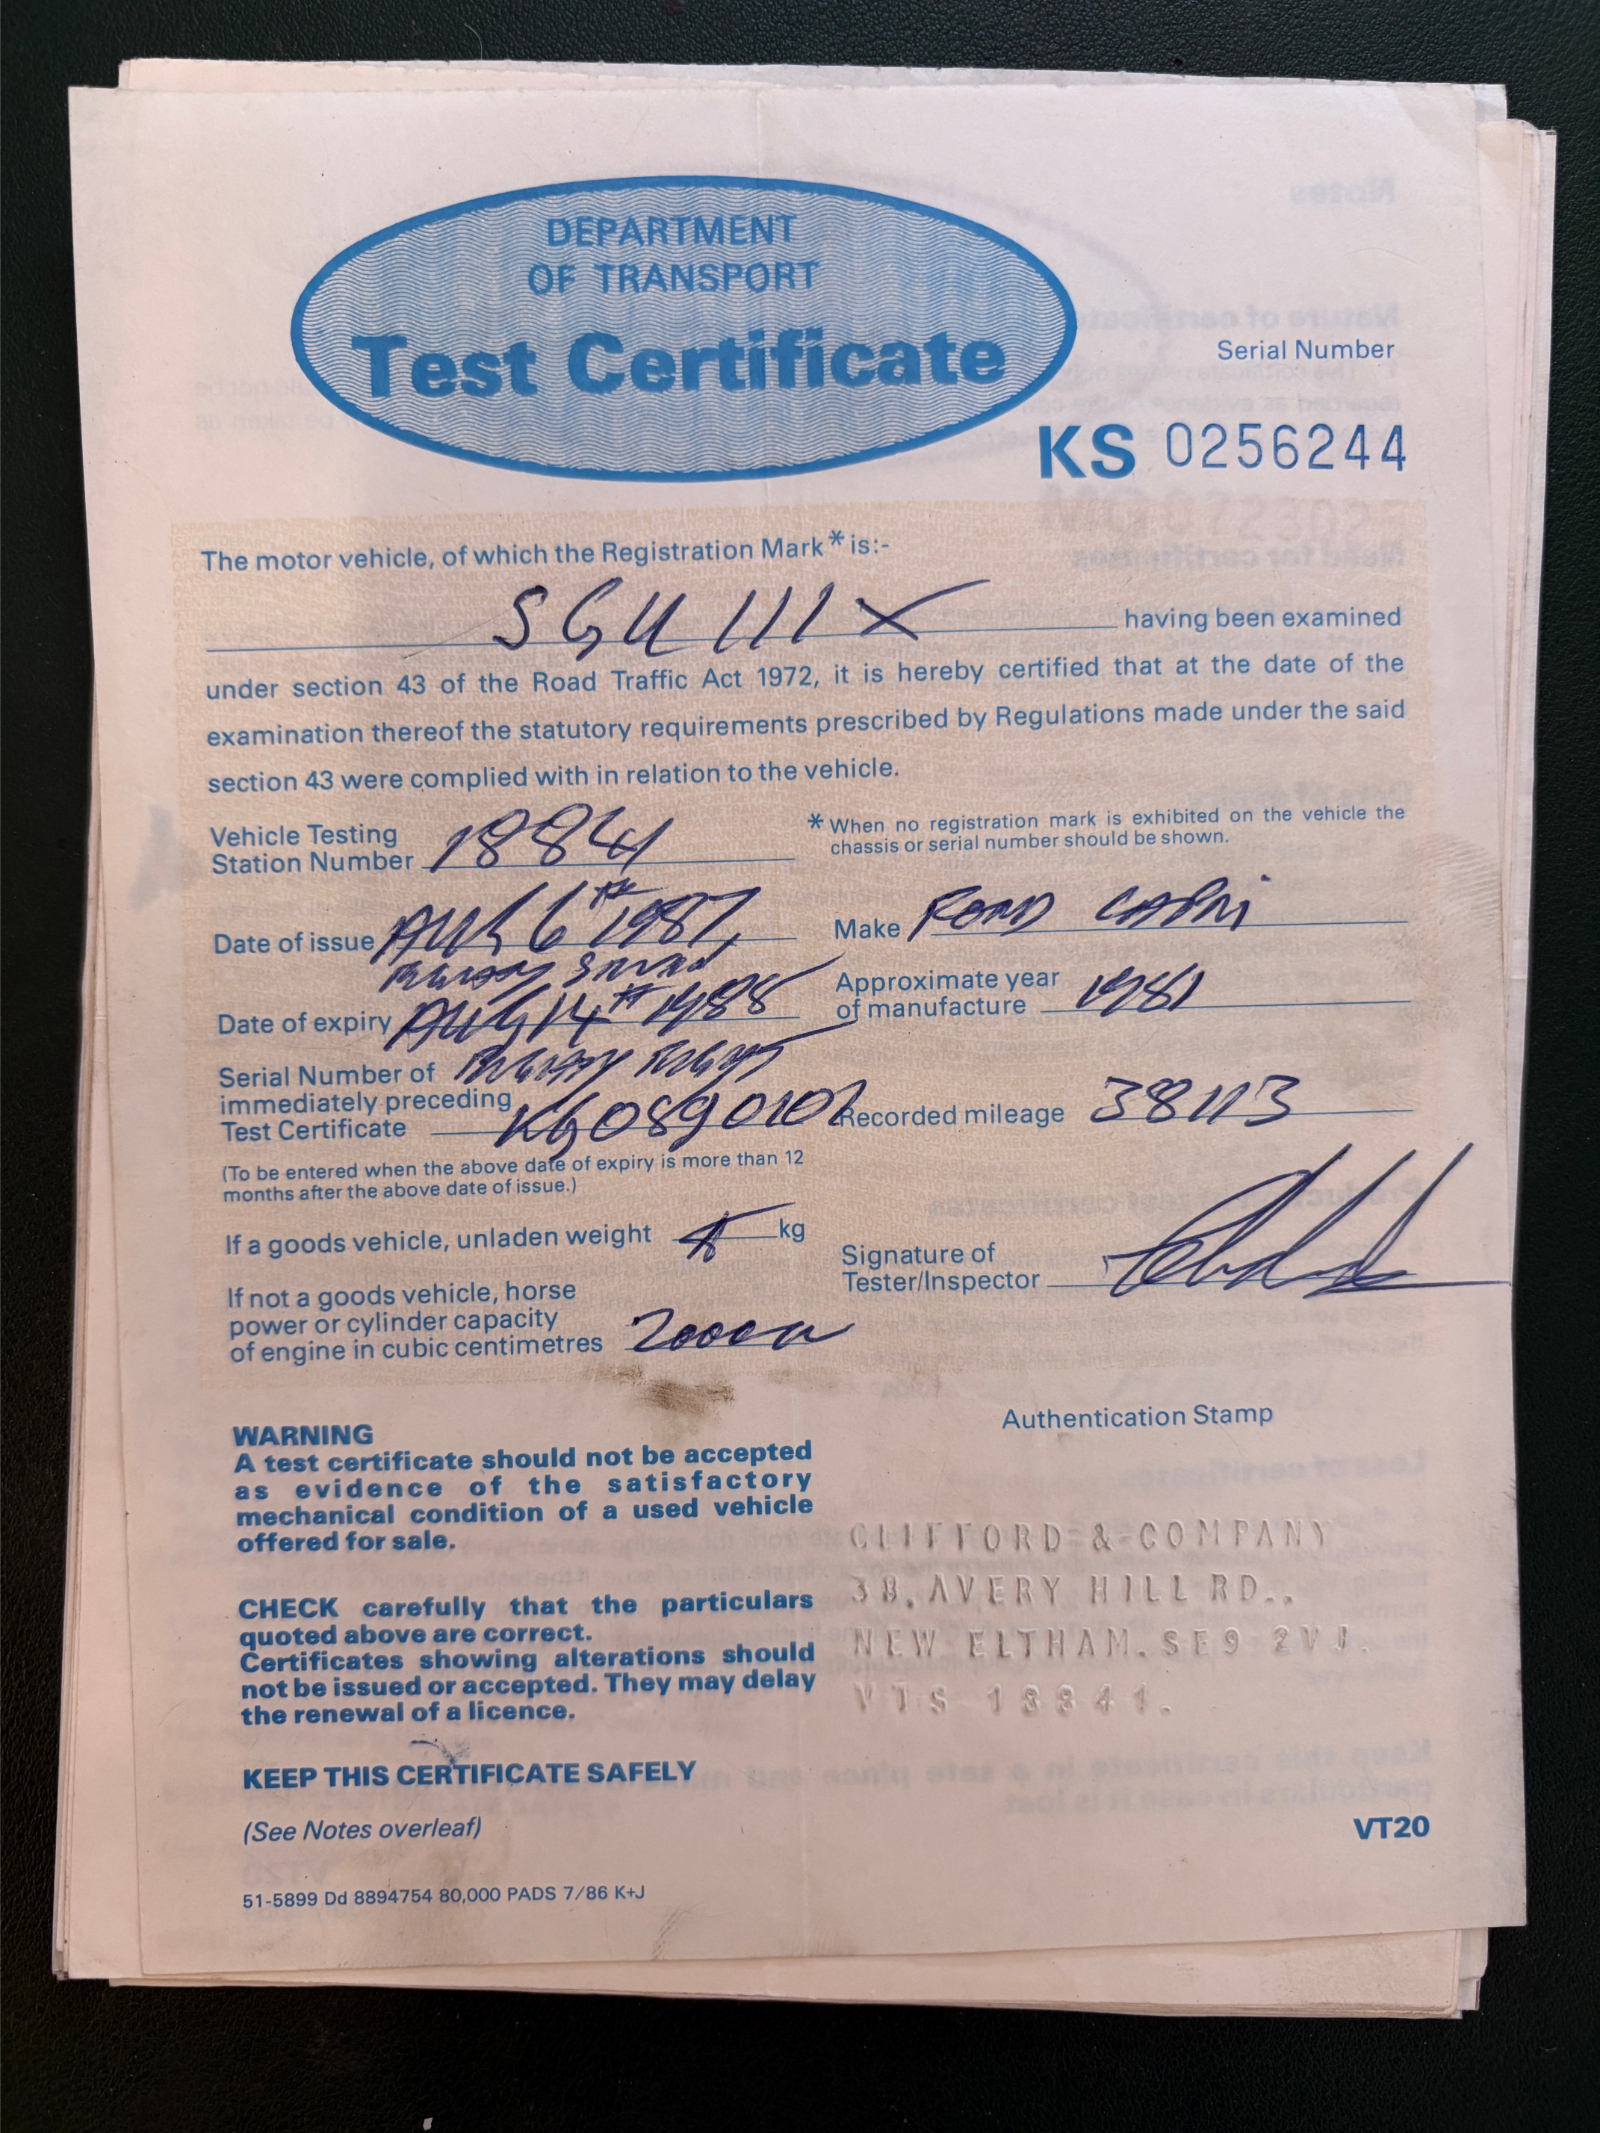 DEPARTMENT
OF TRANSPORT
Test Certificate
Serial Number
KS 0256244
The motor vehicle, of which the Registration Mark* is:-
SGU 111 X having been examined
under section 43 of the Road Traffic Act 1972, it is hereby certified that at the date of the
examination thereof the statutory requirements prescribed by Regulations made under the said
section 43 were complied with in relation to the vehicle.
Vehicle Testing
Station Number 18841
* When no registration mark is exhibited on the vehicle the
chassis or serial number should be shown.
Date of issue AUG 6TH 1987
Make FORD CAPRI
Date of expiry AUG 14TH 1988
Approximate year
of manufacture 1981
Serial Number of
immediately preceding
Test Certificate KG0890102
Recorded mileage 38113
(To be entered when the above date of expiry is more than 12
months after the above date of issue.)
If a goods vehicle, unladen weight kg
Signature of
Tester/Inspector
If not a goods vehicle, horse
power or cylinder capacity
of engine in cubic centimetres 2000cc
WARNING
A test certificate should not be accepted
as evidence of the satisfactory
mechanical condition of a used vehicle
offered for sale.
CHECK carefully that the particulars
quoted above are correct.
Certificates showing alterations should
not be issued or accepted. They may delay
the renewal of a licence.
Authentication Stamp
CLIFFORD & COMPANY
38, AVERY HILL RD.,
NEW ELTHAM. SE9 2VJ.
VTS 18841.
KEEP THIS CERTIFICATE SAFELY
(See Notes overleaf)
VT20
51-5899 Dd 8894754 80,000 PADS 7/86 K+J